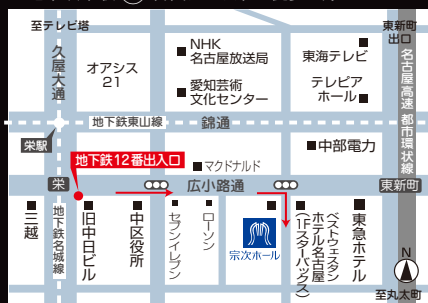 至テレビ塔
東新町
出口
久屋大通
オアシス
21
NHK
名古屋放送局
愛知芸術
文化センター
東海テレビ
テレピア
ホール
名古屋高速 都市環状線
地下鉄東山線
錦通
栄駅
中部電力
地下鉄12番出入口
マクドナルド
栄
広小路通
東新町
三越
地下鉄名城線
旧中日ビル
中区役所
セブンイレブン
ローソン
宗次ホール
ベストウェスタン
ホテル名古屋
(1Fスターバックス)
東急ホテル
N
至丸太町